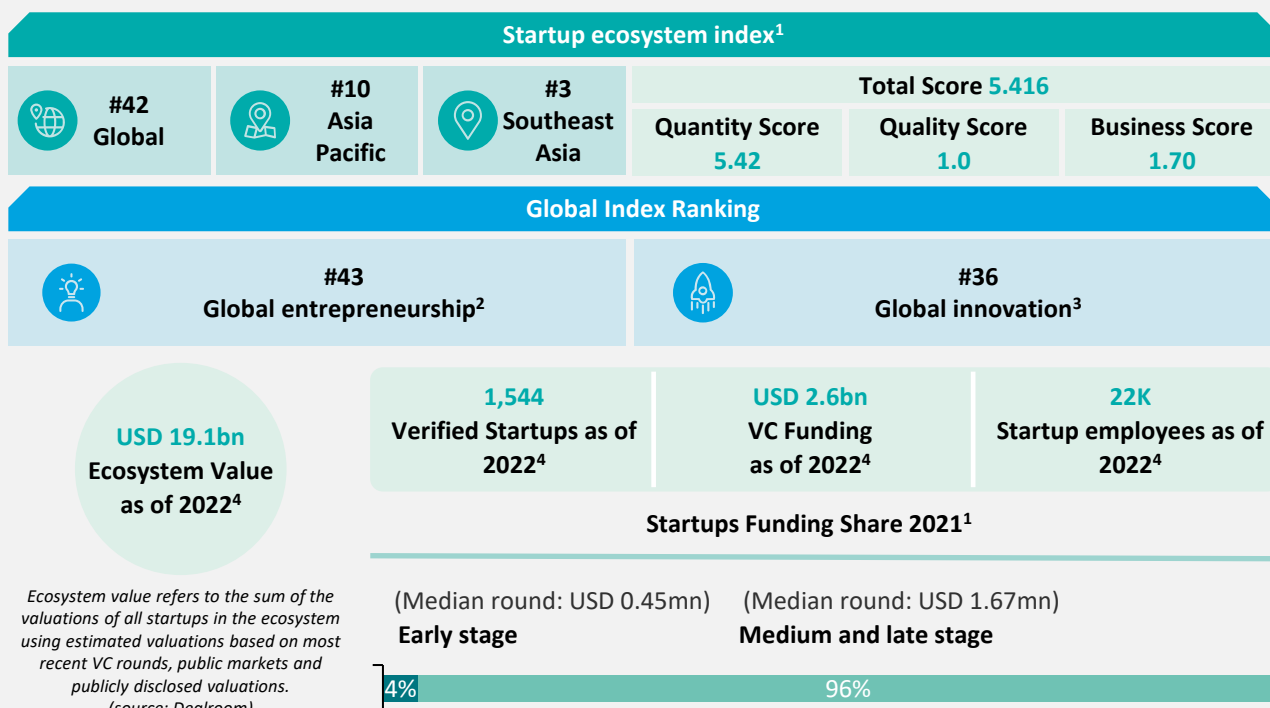 Startup ecosystem index¹
#42
Global
#10
Asia
Pacific
#3
Southeast
Asia
Total Score 5.416
Quantity Score
5.42
Quality Score
1.0
Business Score
1.70
Global Index Ranking
#43
Global entrepreneurship²
#36
Global innovation³
USD 19.1bn
Ecosystem Value
as of 2022⁴
1,544
Verified Startups as of
2022⁴
USD 2.6bn
VC Funding
as of 2022⁴
22K
Startup employees as of
2022⁴
Ecosystem value refers to the sum of the
valuations of all startups in the ecosystem
using estimated valuations based on most
recent VC rounds, public markets and
publicly disclosed valuations.
(source: Dealroom)
Startups Funding Share 2021¹
(Median round: USD 0.45mn)
Early stage
(Median round: USD 1.67mn)
Medium and late stage
4%
96%